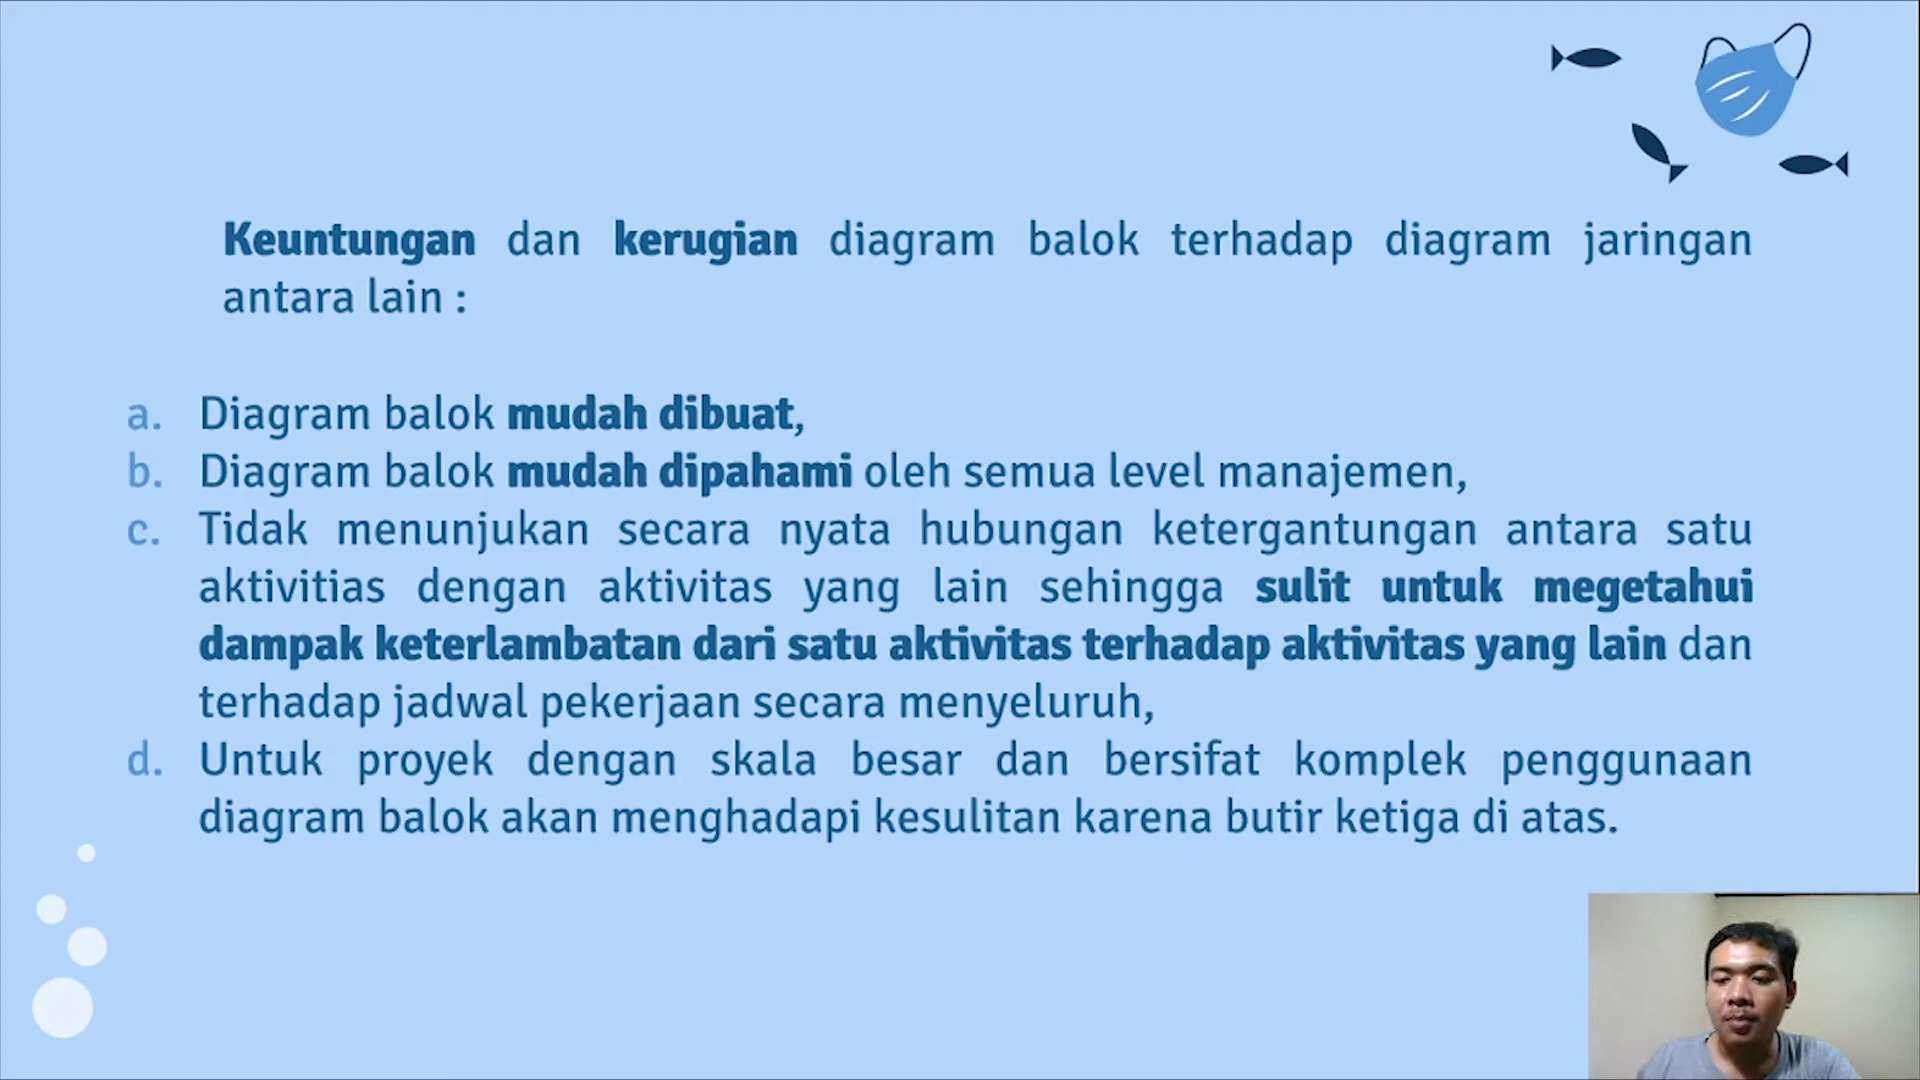 Keuntungan dan kerugian diagram balok terhadap diagram jaringan
antara lain :
a. Diagram balok mudah dibuat,
b. Diagram balok mudah dipahami oleh semua level manajemen,
c. Tidak menunjukan secara nyata hubungan ketergantungan antara satu
aktivitias dengan aktivitas yang lain sehingga sulit untuk megetahui
dampak keterlambatan dari satu aktivitas terhadap aktivitas yang lain dan
terhadap jadwal pekerjaan secara menyeluruh,
d. Untuk proyek dengan skala besar dan bersifat komplek penggunaan
diagram balok akan menghadapi kesulitan karena butir ketiga di atas.